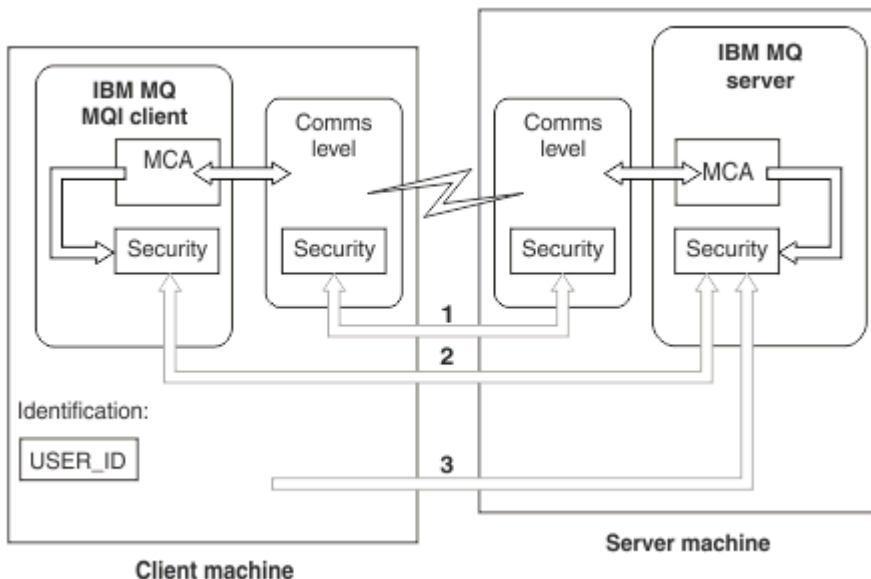 IBM MQ
MQI client
MCA
Security
Comms
level
Security
Comms
level
Security
IBM MQ
server
MCA
Security
1
2
3
Identification:
USER_ID
Client machine
Server machine